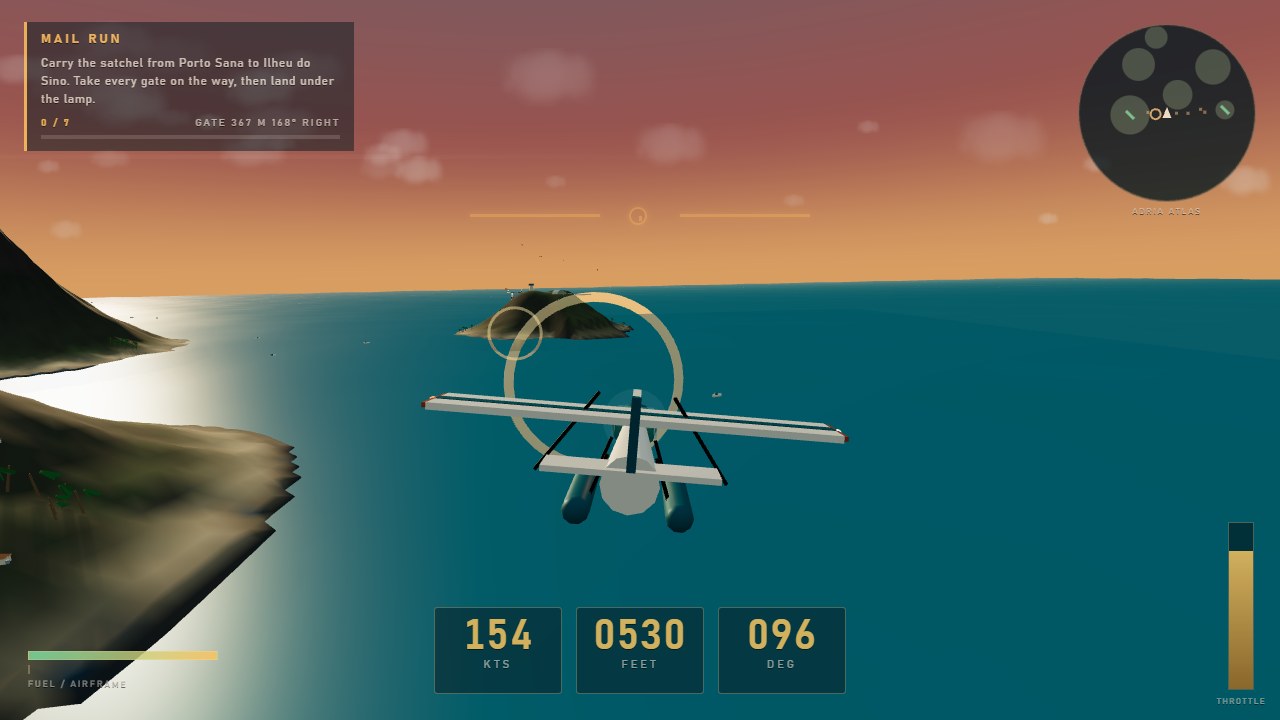 MAIL RUN
Carry the satchel from Porto Sana to Ilheu do
Sino. Take every gate on the way, then land under
the lamp.
0 / 7
GATE 367 M 168° RIGHT
ADRIA ATLAS
154
KTS
0530
FEET
096
DEG
FUEL / AIRFRAME
THROTTLE